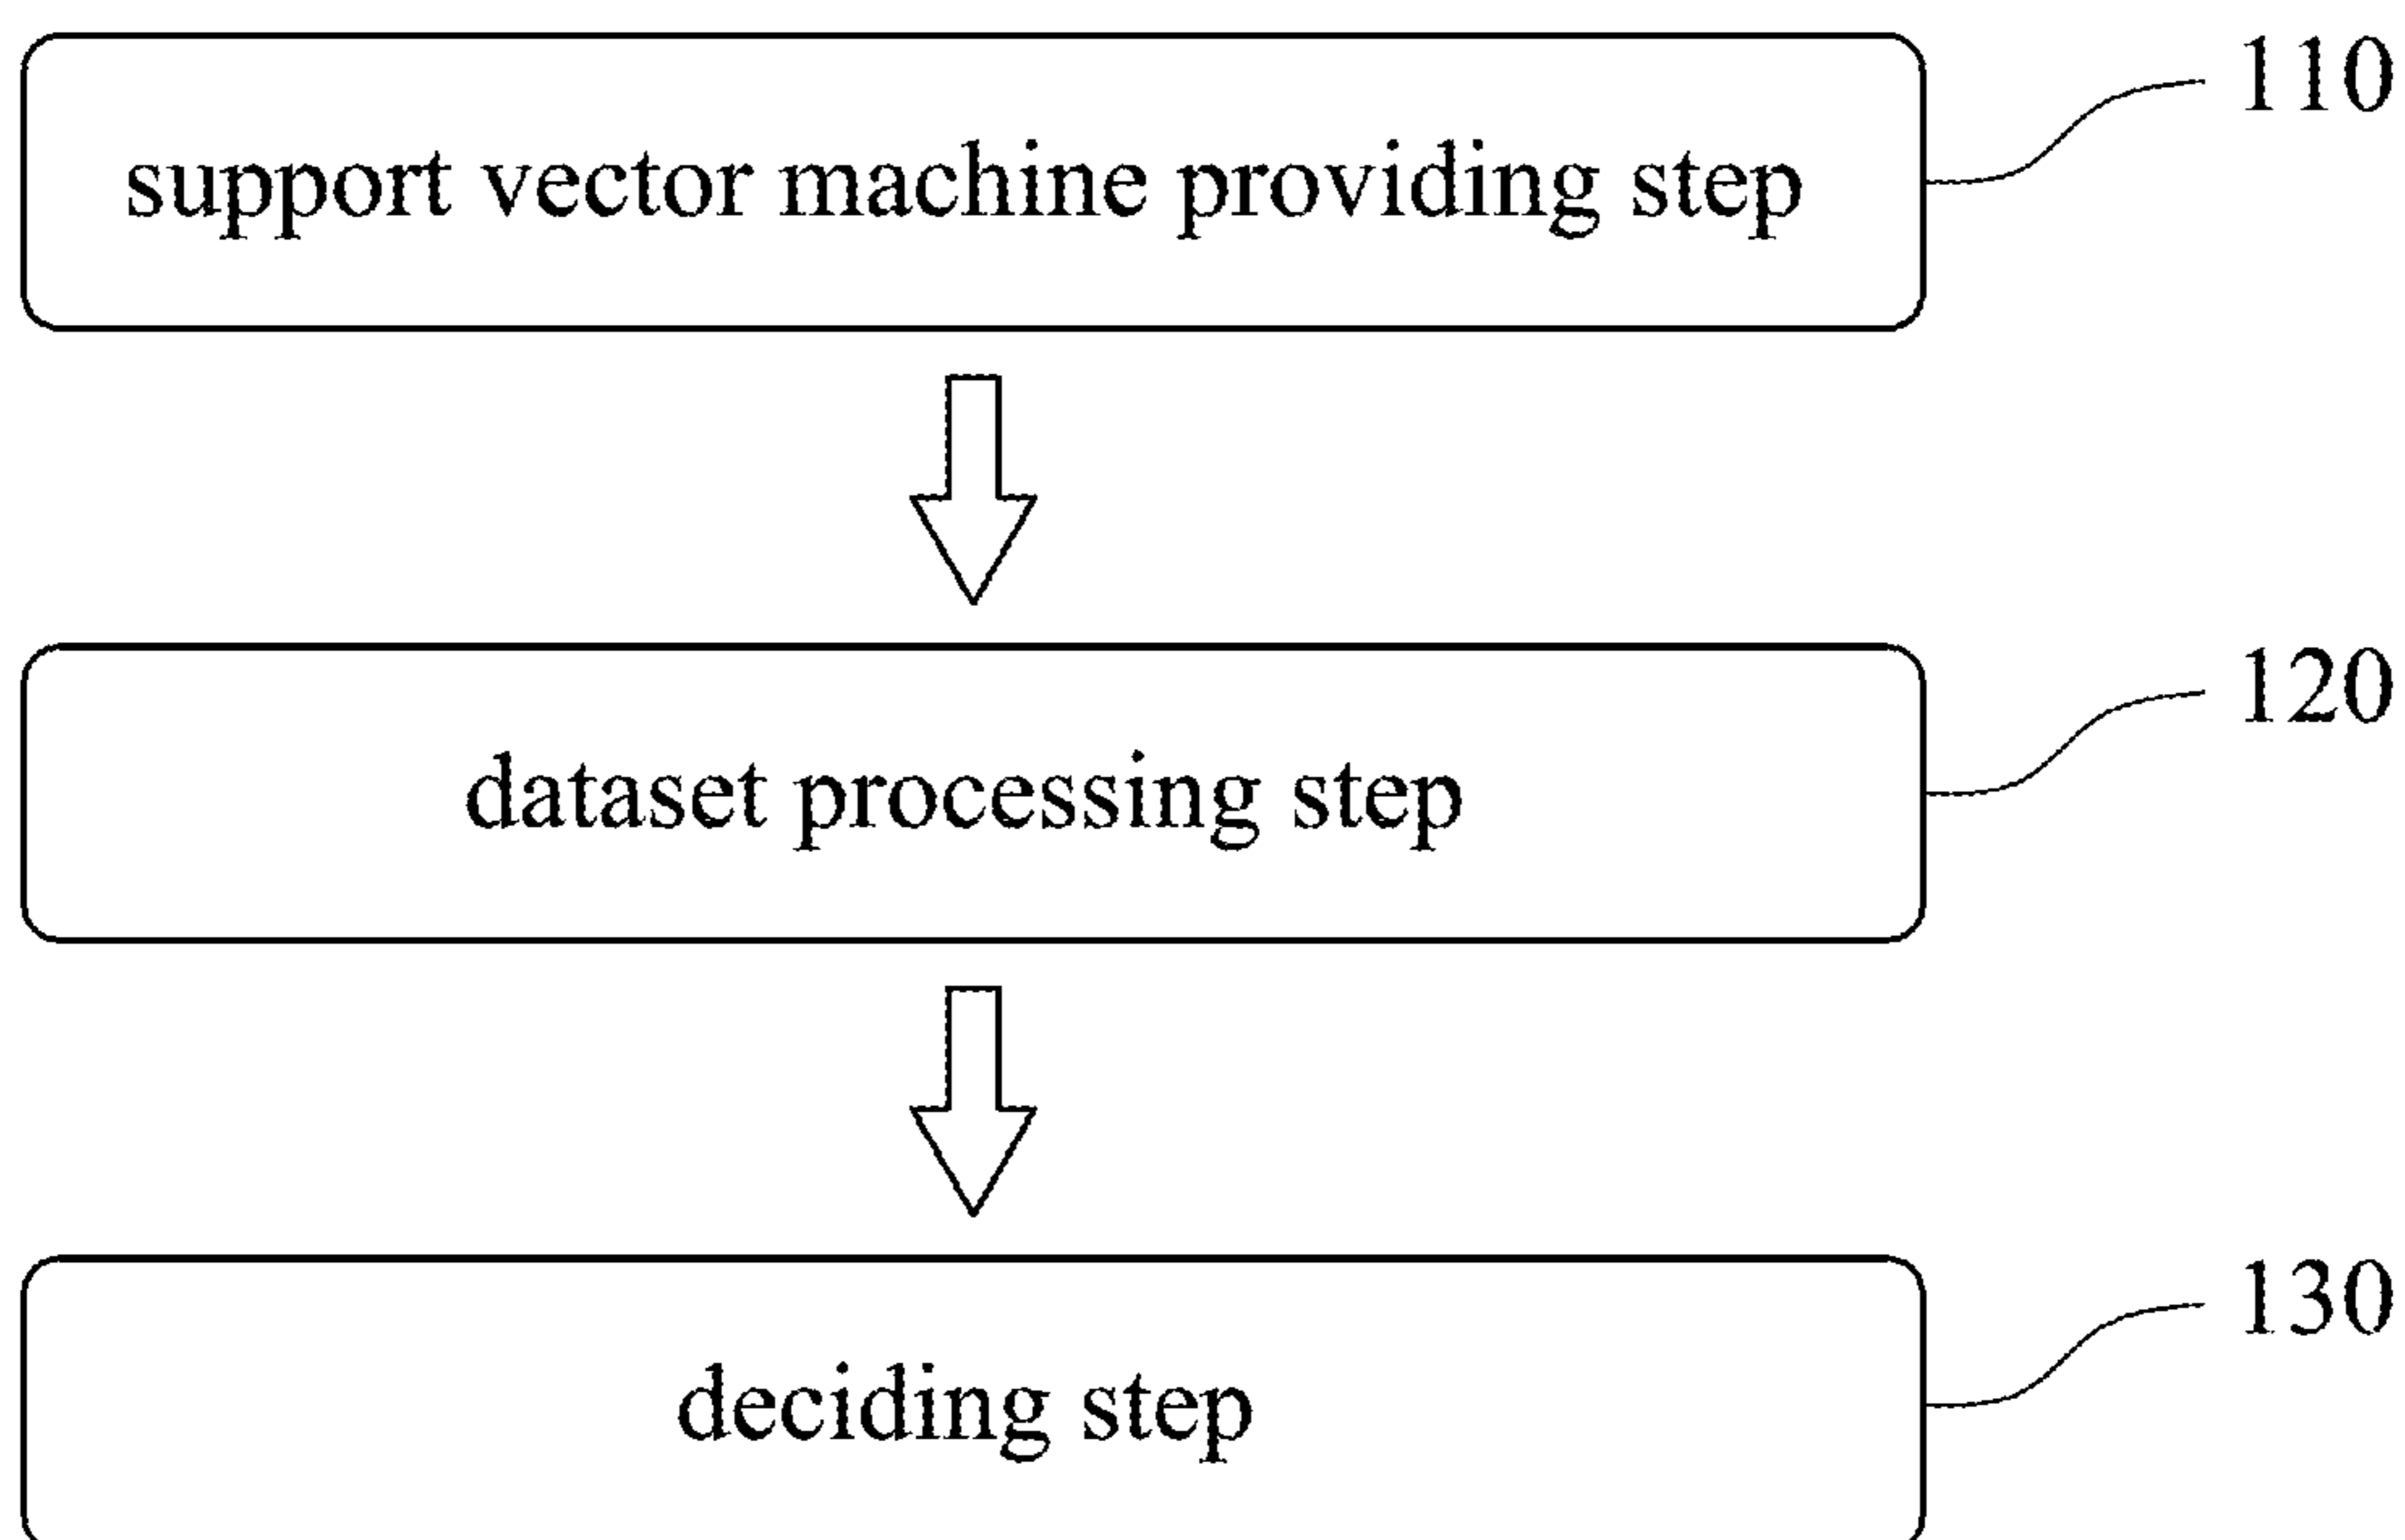 support vector machine providing step
110
dataset processing step
120
deciding step
130